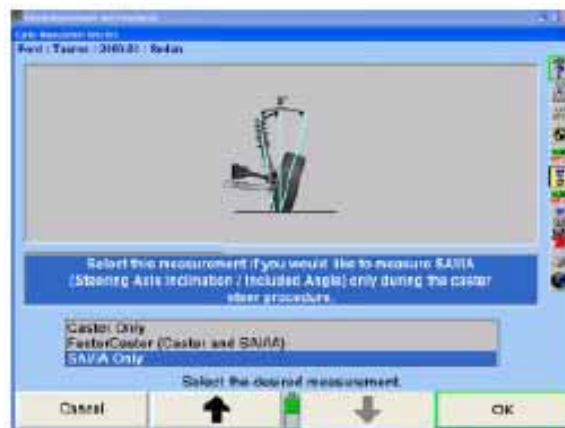 Ford : Taurus : 2000-03 : Sedan
Select this measurement if you would like to measure SAI/IA
(Steering Axis Inclination / Included Angle) only during the caster
steer procedure.
Caster Only
FasterCaster (Caster and SAI/IA)
SAI/IA Only
Select the desired measurement.
Cancel
OK